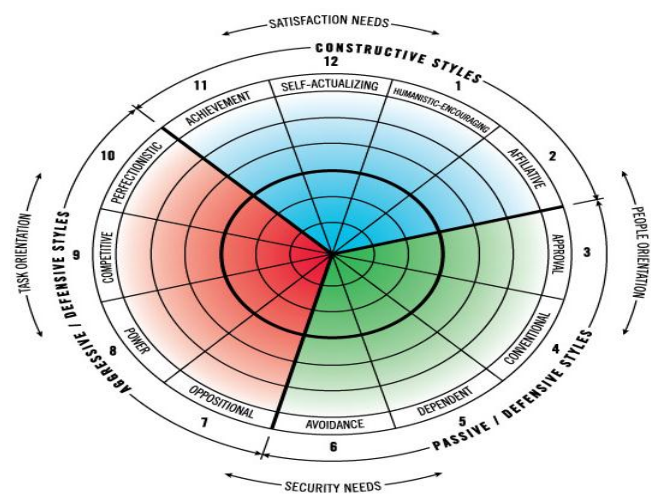 SATISFACTION NEEDS
CONSTRUCTIVE STYLES
12
SELF-ACTUALIZING
1
HUMANISTIC-ENCOURAGING
2
AFFILIATIVE
3
APPROVAL
4
CONVENTIONAL
5
DEPENDENT
6
AVOIDANCE
7
OPPOSITIONAL
8
POWER
9
COMPETITIVE
10
PERFECTIONISTIC
11
ACHIEVEMENT
PEOPLE ORIENTATION
PASSIVE / DEFENSIVE STYLES
SECURITY NEEDS
AGGRESSIVE / DEFENSIVE STYLES
TASK ORIENTATION